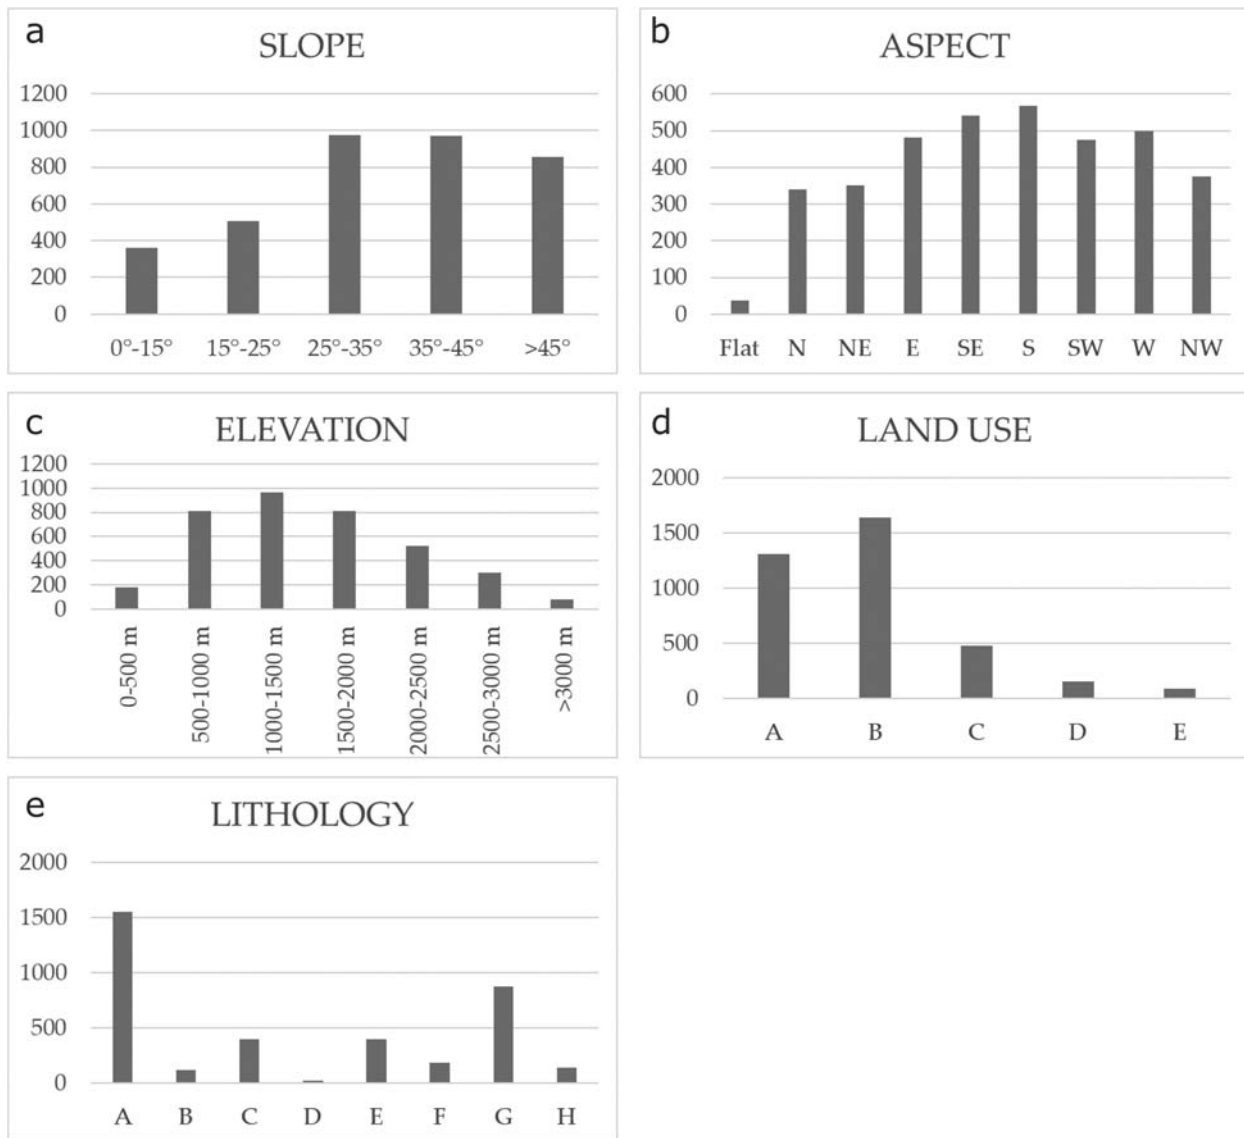 a
SLOPE
1200
1000
800
600
400
200
0
0°-15° 15°-25° 25°-35° 35°-45° >45°
b
ASPECT
600
500
400
300
200
100
0
Flat N NE E SE S SW W NW
c
ELEVATION
1200
1000
800
600
400
200
0
0-500 m
500-1000 m
1000-1500 m
1500-2000 m
2000-2500 m
2500-3000 m
>3000 m
d
LAND USE
2000
1500
1000
500
0
A B C D E
e
LITHOLOGY
2000
1500
1000
500
0
A B C D E F G H